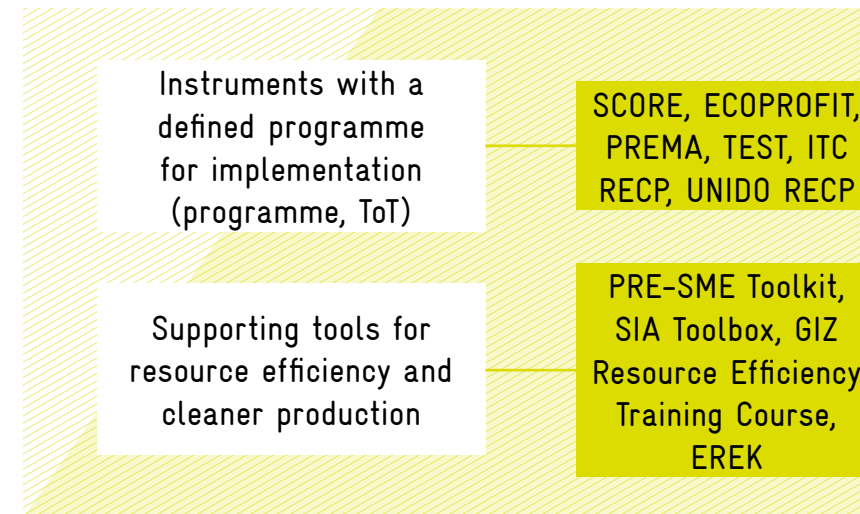 Instruments with a
defined programme
for implementation
(programme, ToT)
SCORE, ECOPROFIT,
PREMA, TEST, ITC
RECP, UNIDO RECP
Supporting tools for
resource efficiency and
cleaner production
PRE-SME Toolkit,
SIA Toolbox, GIZ
Resource Efficiency
Training Course,
EREK